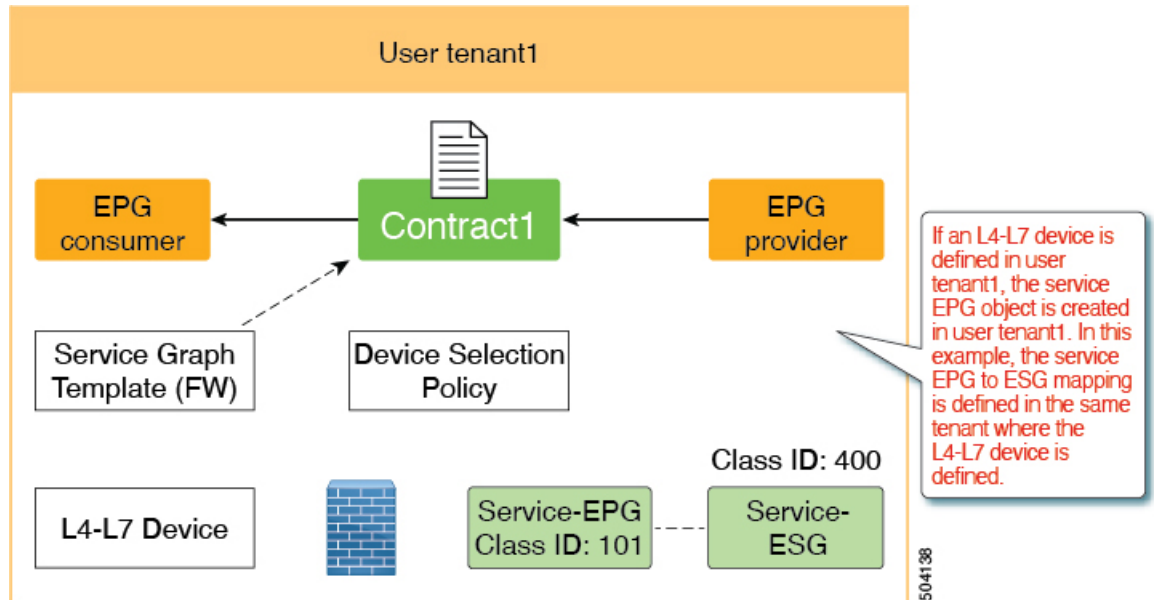 User tenant1
EPG
consumer
Contract1
EPG
provider
If an L4-L7 device is
defined in user
tenant1, the service
EPG object is created
in user tenant1. In this
example, the service
EPG to ESG mapping
is defined in the same
tenant where the
L4-L7 device is
defined.
Service Graph
Template (FW)
Device Selection
Policy
Class ID: 400
L4-L7 Device
Service-EPG
Class ID: 101
Service-
ESG
504138